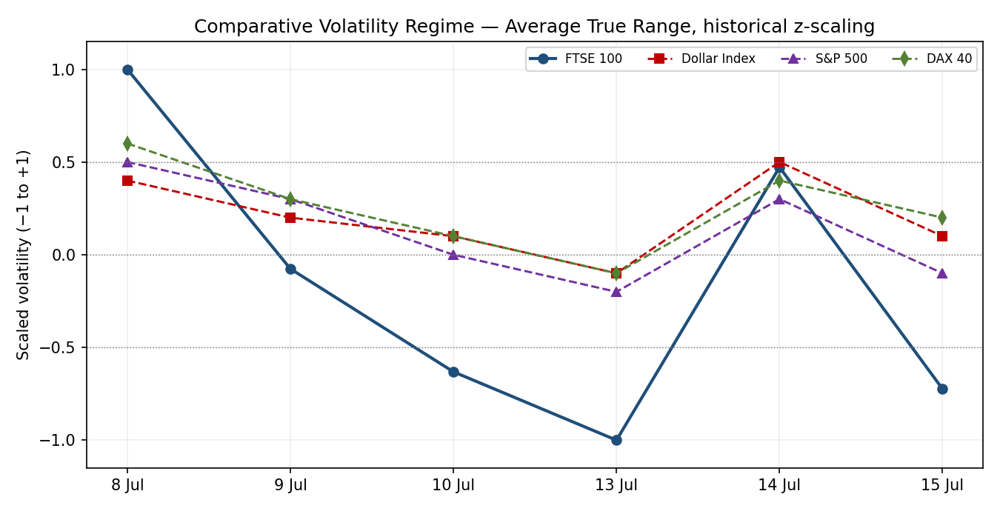 Comparative Volatility Regime — Average True Range, historical z-scaling
FTSE 100 Dollar Index S&P 500 DAX 40
Scaled volatility (−1 to +1)
1.0
0.5
0.0
−0.5
−1.0
8 Jul 9 Jul 10 Jul 13 Jul 14 Jul 15 Jul